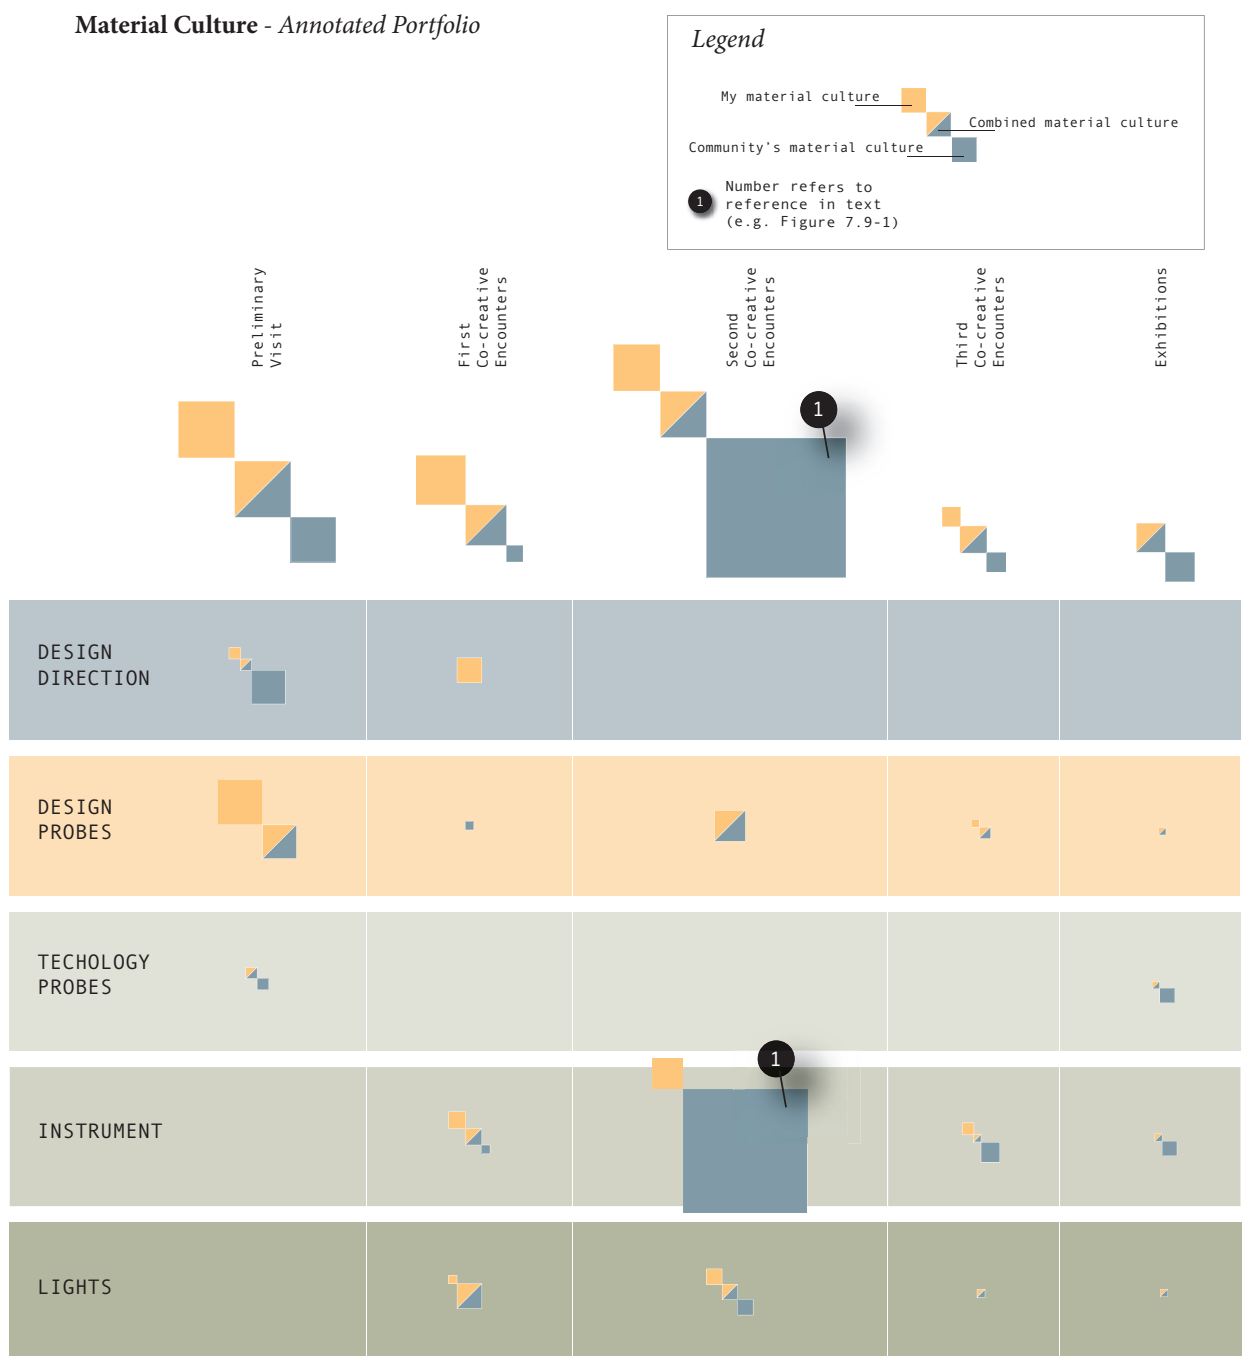 Material Culture - Annotated Portfolio
Legend
My material culture
Combined material culture
Community's material culture
1
Number refers to
reference in text
(e.g. Figure 7.9-1)
Preliminary
Visit
First
Co-creative
Encounters
Second
Co-creative
Encounters
Third
Co-creative
Encounters
Exhibitions
1
DESIGN
DIRECTION
DESIGN
PROBES
TECHOLOGY
PROBES
1
INSTRUMENT
LIGHTS